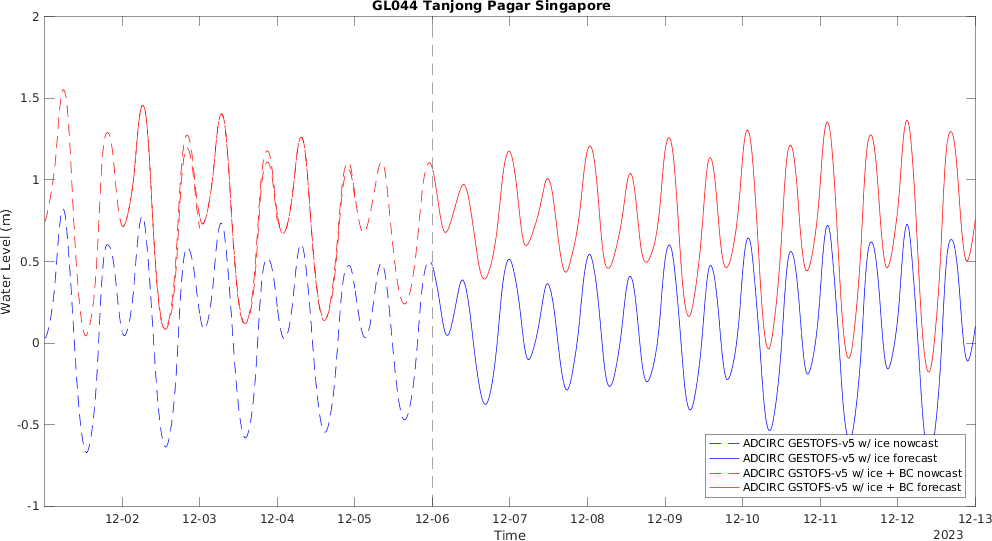 GL044 Tanjong Pagar Singapore
Water Level (m)
2
1.5
1
0.5
0
-0.5
-1
ADCIRC GESTOFS-v5 w/ ice nowcast
ADCIRC GESTOFS-v5 w/ ice forecast
ADCIRC GSTOFS-v5 w/ ice + BC nowcast
ADCIRC GSTOFS-v5 w/ ice + BC forecast
12-02 12-03 12-04 12-05 12-06 12-07 12-08 12-09 12-10 12-11 12-12 12-13
Time
2023